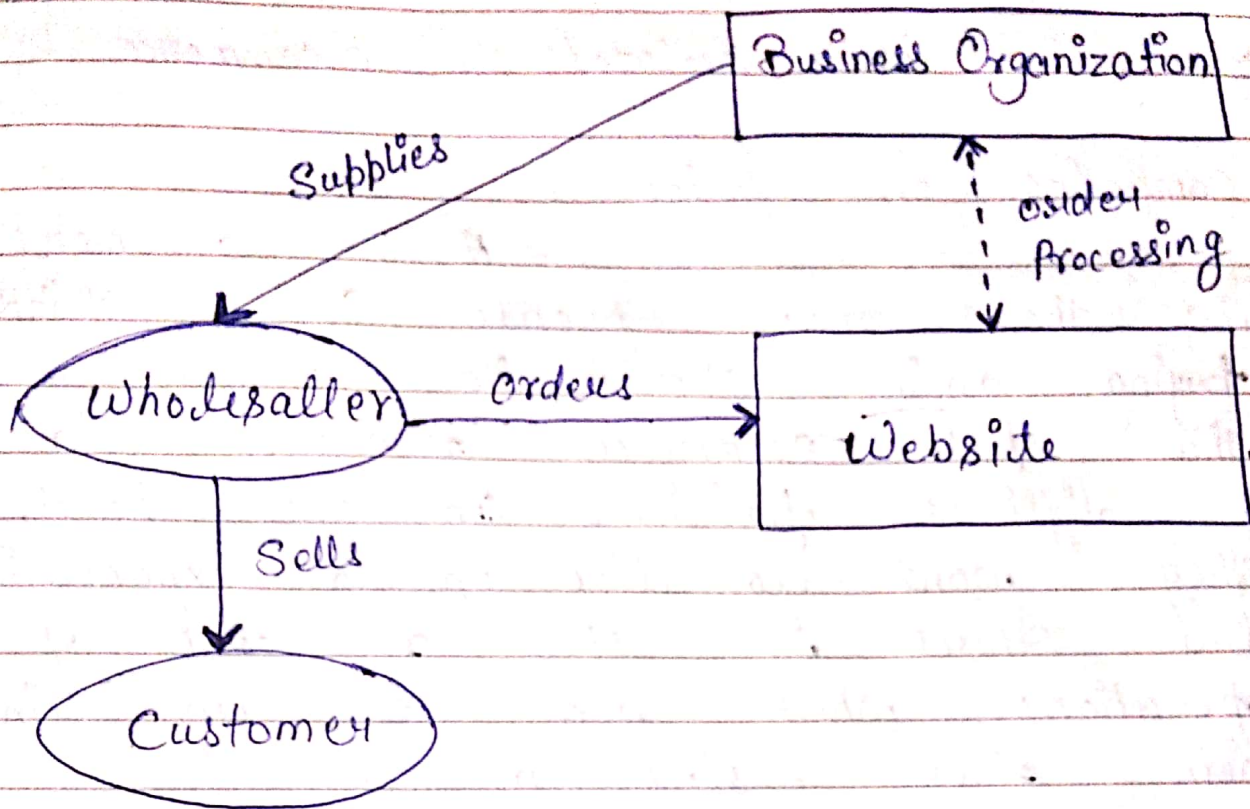 Business Organization
Supplies
order
Processing
Wholesaller
Orders
Website
Sells
Customer